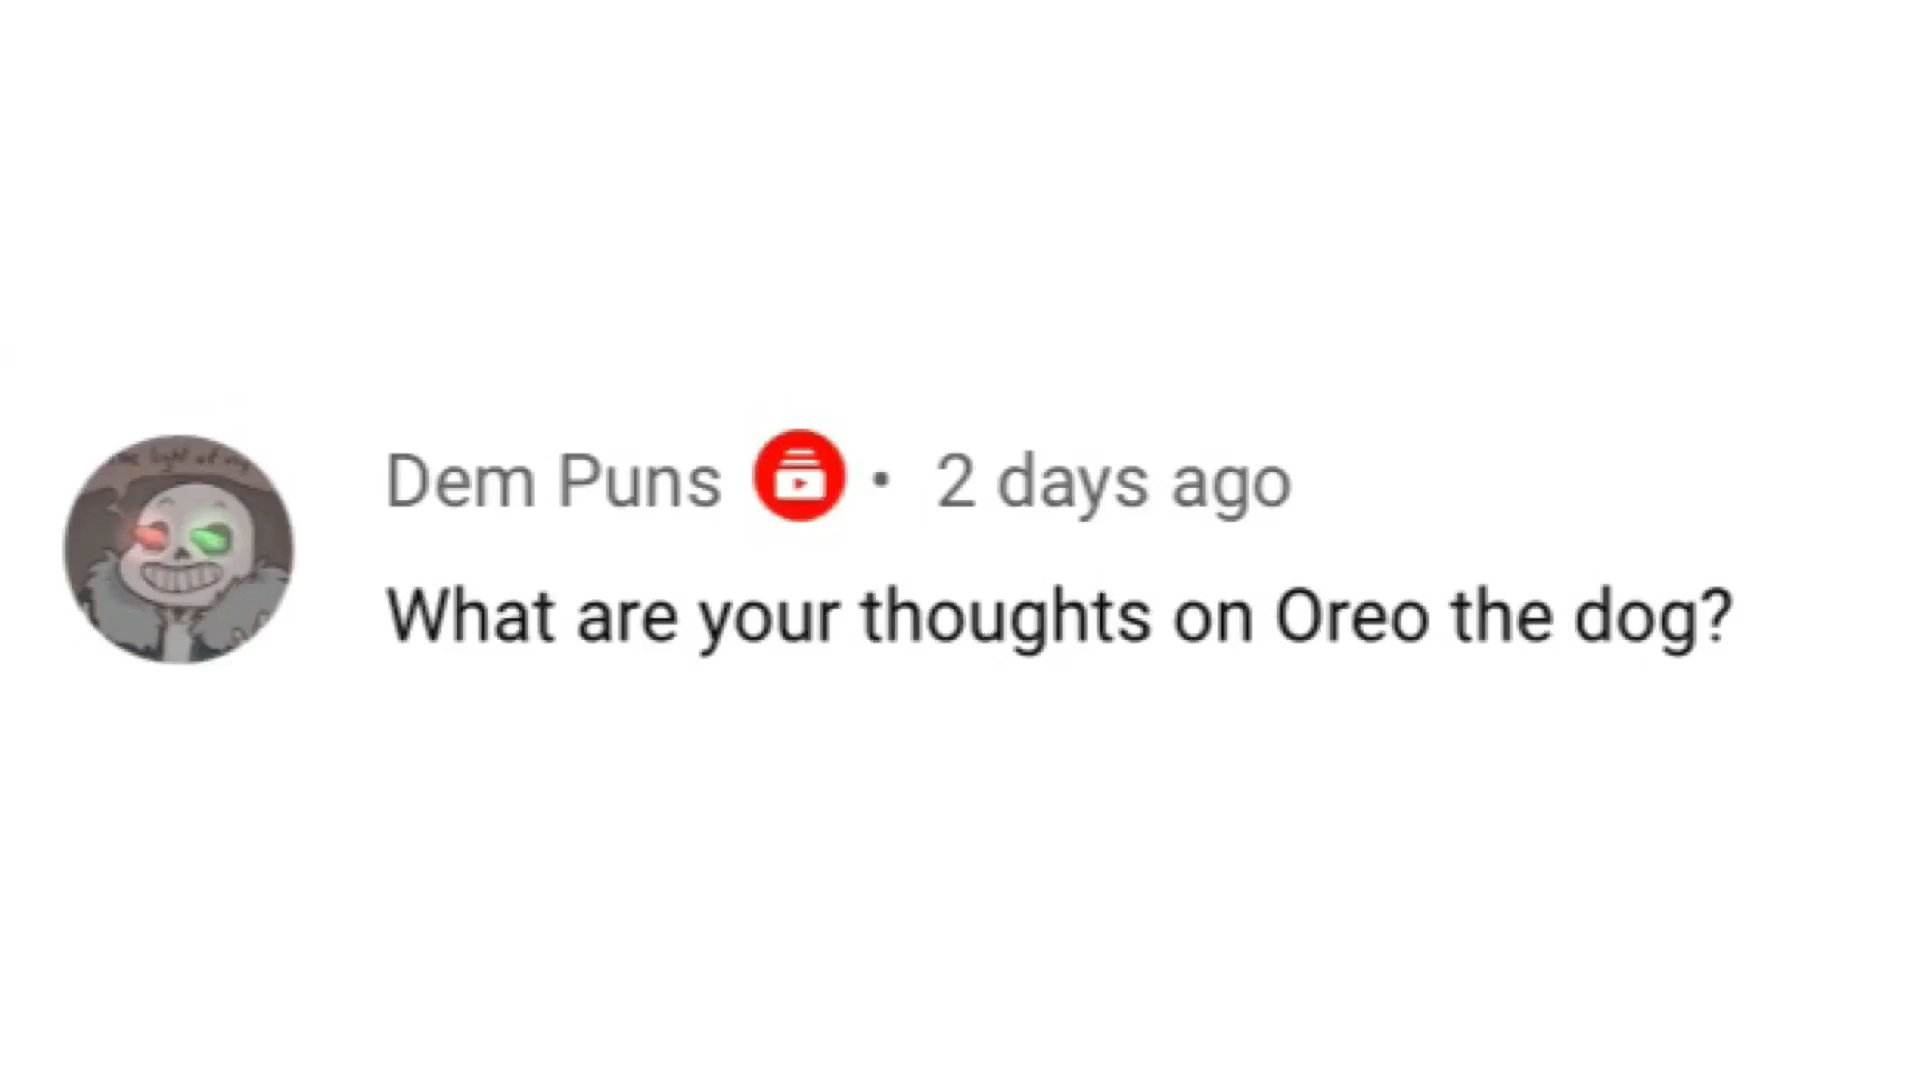 Dem Puns • 2 days ago
What are your thoughts on Oreo the dog?